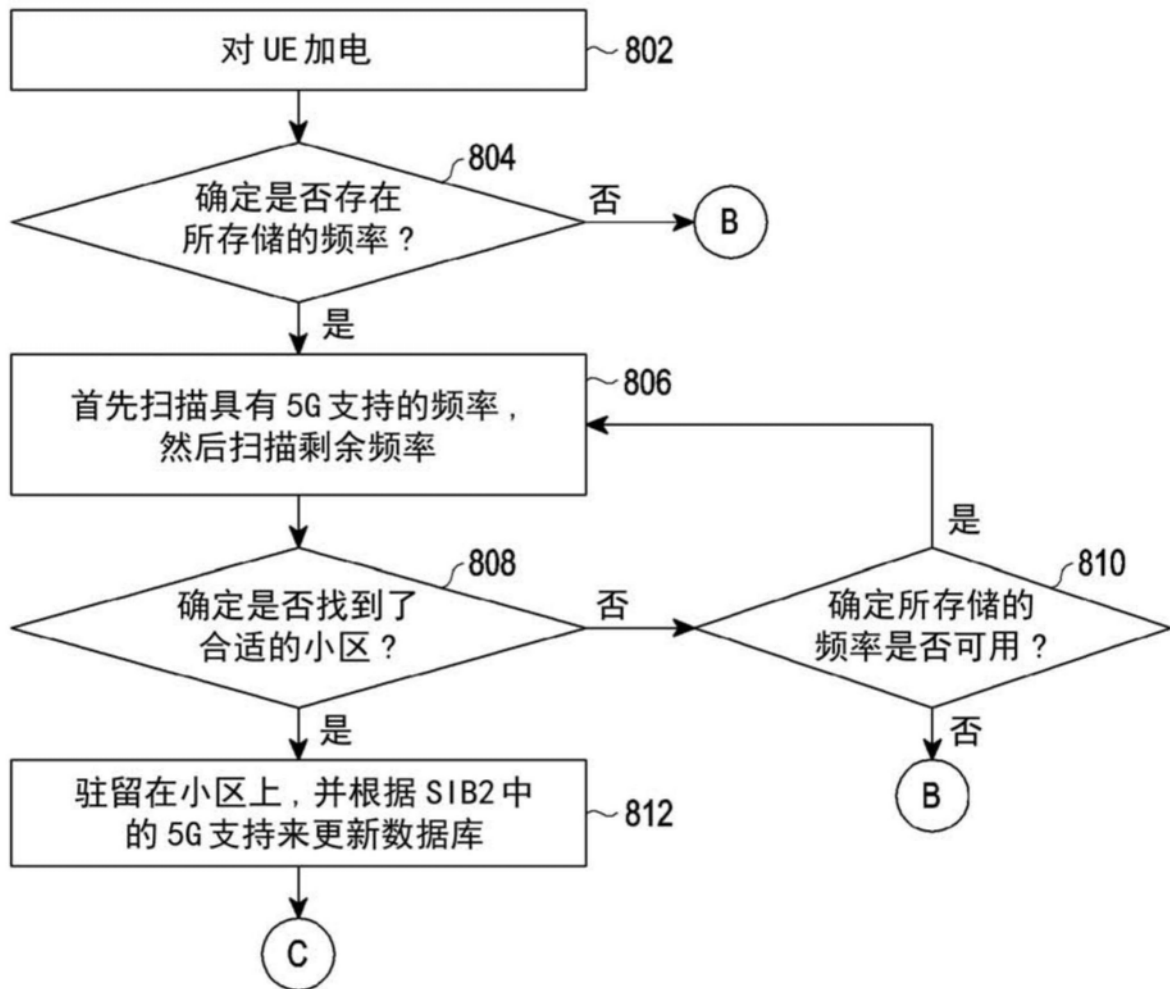 对 UE 加电
802
804
确定是否存在
所存储的频率？
否
B
是
806
首先扫描具有 5G 支持的频率，
然后扫描剩余频率
是
808
810
确定是否找到了
合适的小区？
否
确定所存储的
频率是否可用？
是
否
驻留在小区上，并根据 SIB2 中
的 5G 支持来更新数据库
812
B
C